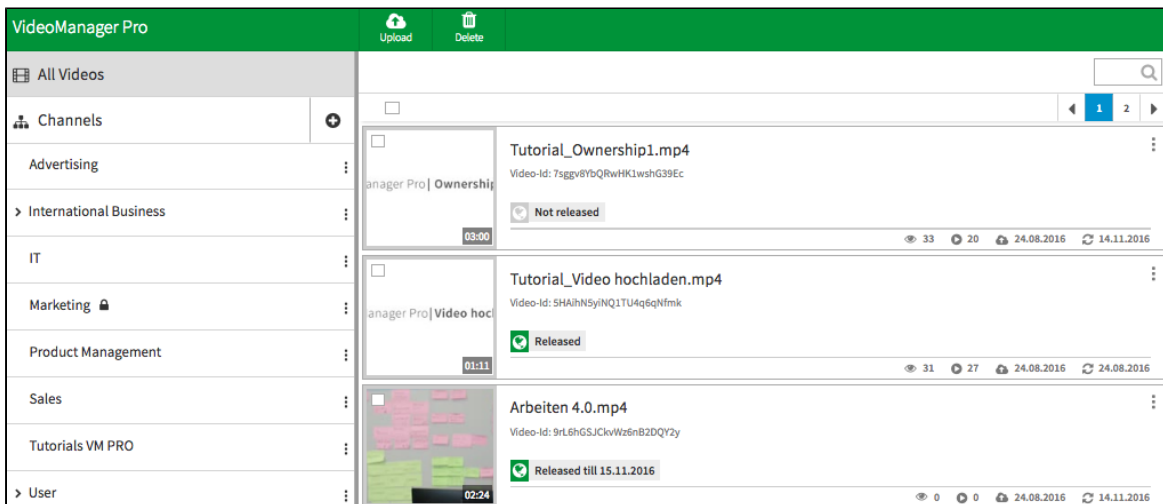 VideoManager Pro
Upload
Delete
All Videos
Channels
Advertising
International Business
IT
Marketing
Product Management
Sales
Tutorials VM PRO
User
1 2
anager Pro| Ownership
03:00
Tutorial_Ownership1.mp4
Video-Id: 7sggv8YbQRwHK1wshG39Ec
Not released
33 20 24.08.2016 14.11.2016
anager Pro| Video hocl
01:11
Tutorial_Video hochladen.mp4
Video-Id: 5HAihN5yiNQ1TU4q6qNfmk
Released
31 27 24.08.2016 24.08.2016
02:24
Arbeiten 4.0.mp4
Video-Id: 9rL6hGSJCkvWz6nB2DQY2y
Released till 15.11.2016
0 0 24.08.2016 14.11.2016